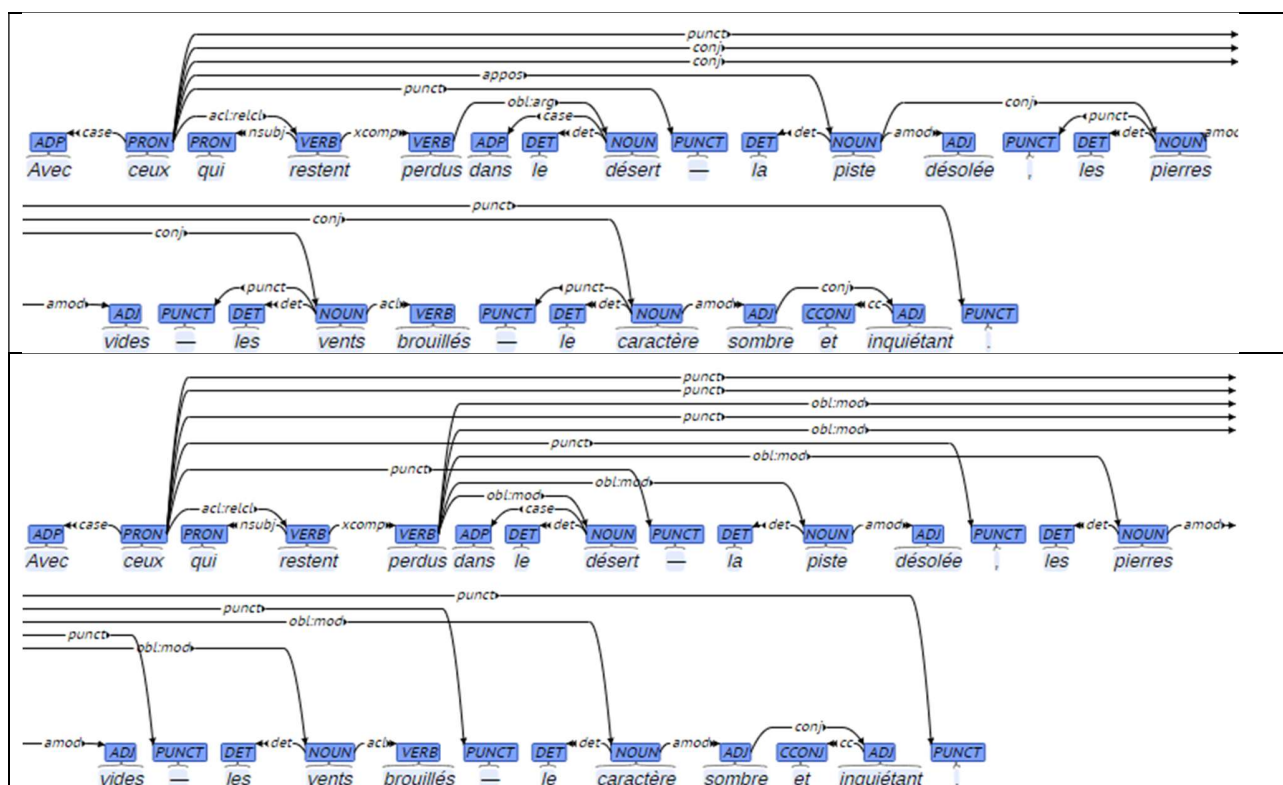 punct
conj
conj
appos
punct
acl:relcl obl:arg conj
case nsubj xcomp case det det amod punct det amod
ADP PRON PRON VERB VERB ADP DET NOUN PUNCT DET NOUN ADJ PUNCT DET NOUN
Avec ceux qui restent perdus dans le désert — la piste désolée , les pierres
punct
conj
conj
punct punct conj
amod det acl det amod cc
ADJ PUNCT DET NOUN VERB PUNCT DET NOUN ADJ CCONJ ADJ PUNCT
vides — les vents brouillés — le caractère sombre et inquiétant .
punct
punct
obl:mod
punct
obl:mod
punct
obl:mod
punct
obl:mod
obl:mod
acl:relcl case
case nsubj xcomp det det amod det amod
ADP PRON PRON VERB VERB ADP DET NOUN PUNCT DET NOUN ADJ PUNCT DET NOUN
Avec ceux qui restent perdus dans le désert — la piste désolée , les pierres
punct
punct
obl:mod
punct
obl:mod
conj
amod det acl det amod cc
ADJ PUNCT DET NOUN VERB PUNCT DET NOUN ADJ CCONJ ADJ PUNCT
vides — les vents brouillés — le caractère sombre et inquiétant .